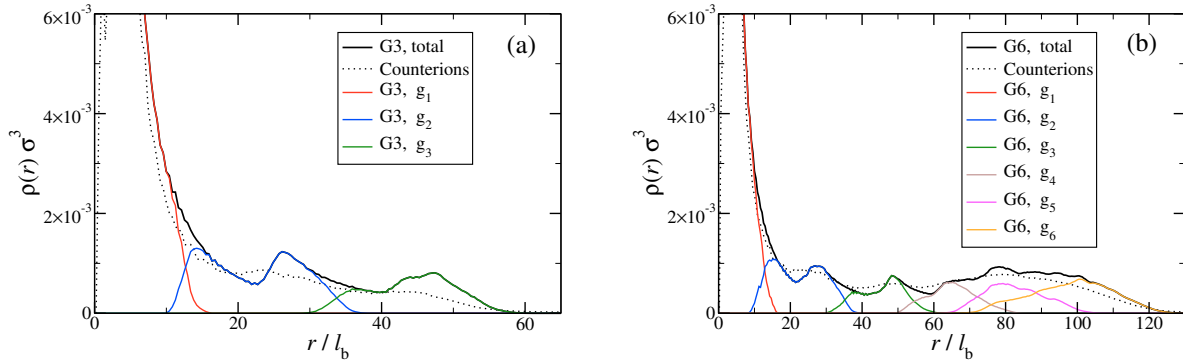 6×10⁻³
4×10⁻³
2×10⁻³
0
ρ(r) σ³
0 20 40 60
r / l_b
(a)
G3, total
Counterions
G3, g₁
G3, g₂
G3, g₃
6×10⁻³
4×10⁻³
2×10⁻³
0
ρ(r) σ³
0 20 40 60 80 100 120
r / l_b
(b)
G6, total
Counterions
G6, g₁
G6, g₂
G6, g₃
G6, g₄
G6, g₅
G6, g₆